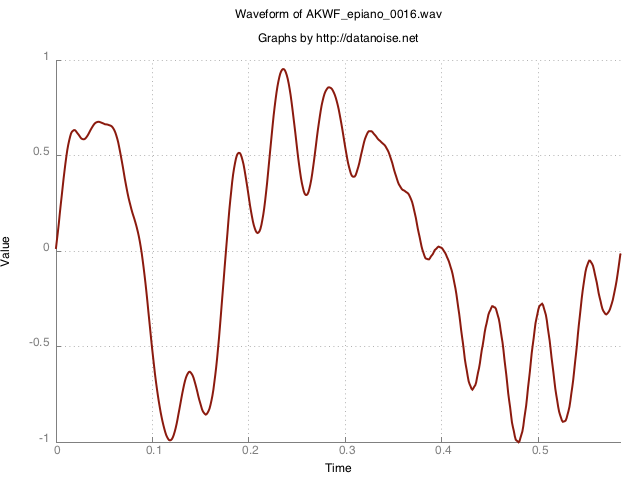 Waveform of AKWF_epiano_0016.wav
Graphs by http://datanoise.net
1
0.5
0
-0.5
-1
Value
0 0.1 0.2 0.3 0.4 0.5
Time